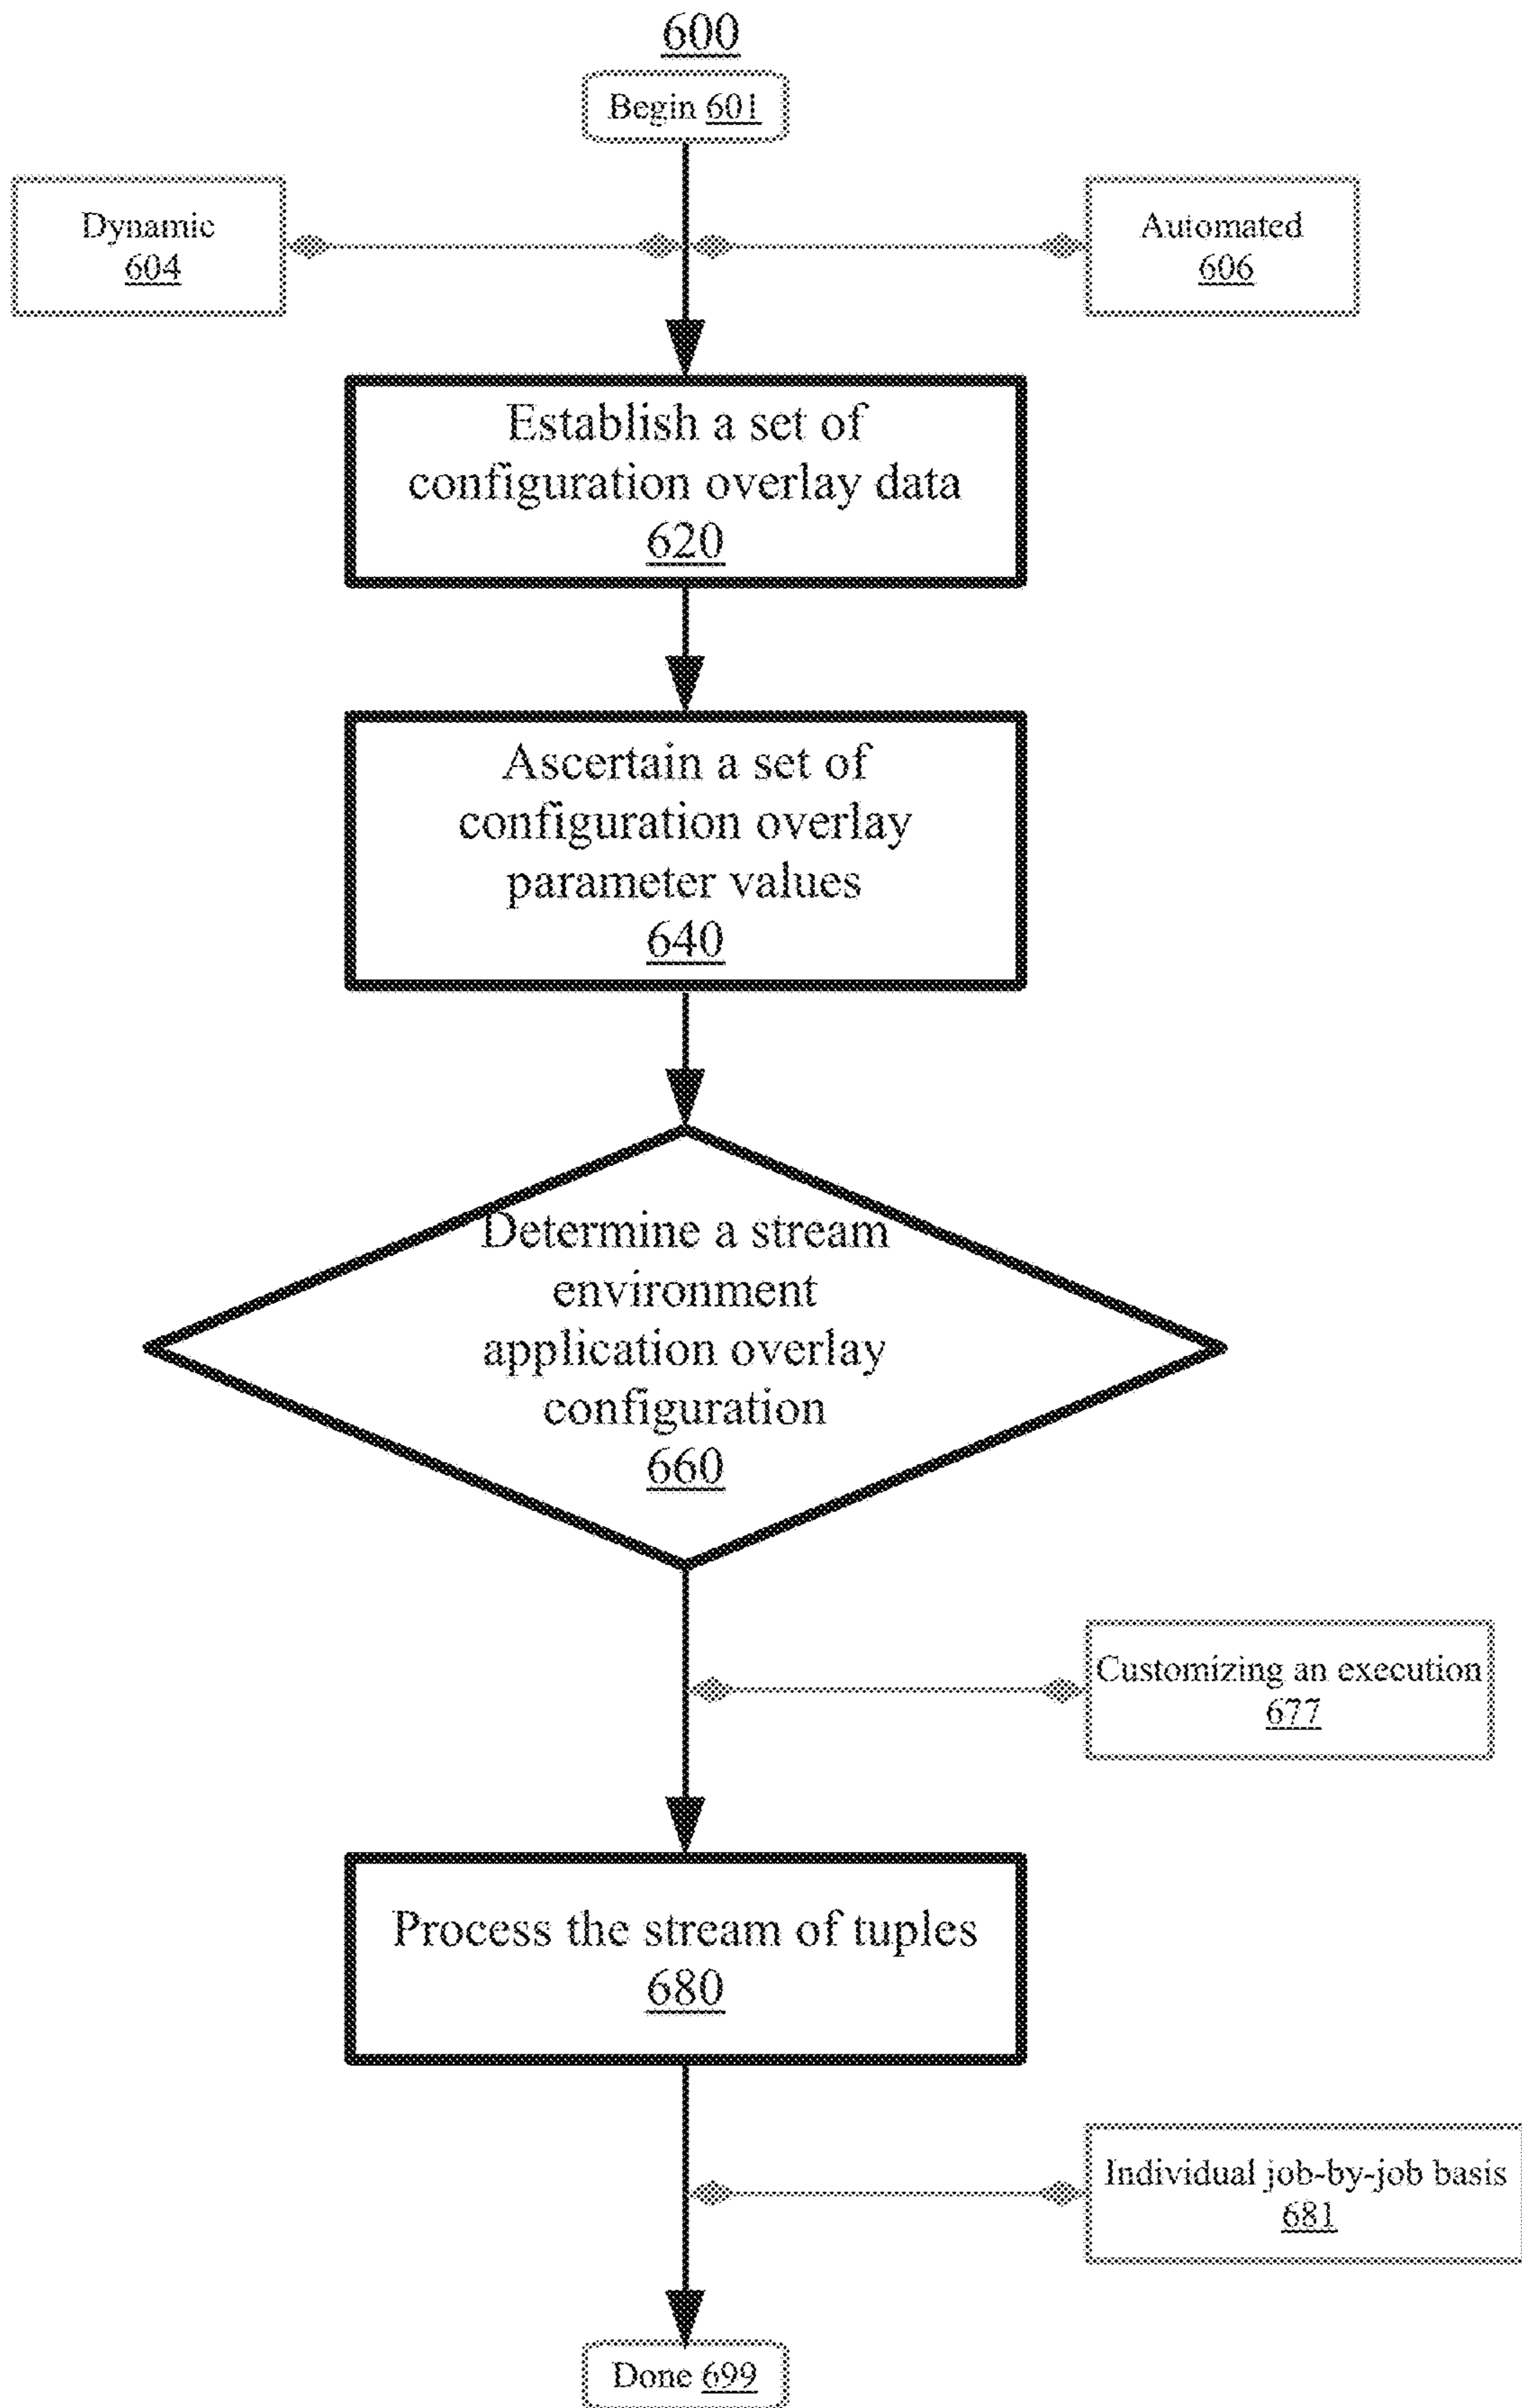 600
Begin 601
Dynamic
604
Automated
606
Establish a set of
configuration overlay data
620
Ascertain a set of
configuration overlay
parameter values
640
Determine a stream
environment
application overlay
configuration
660
Customizing an execution
677
Process the stream of tuples
680
Individual job-by-job basis
681
Done 699